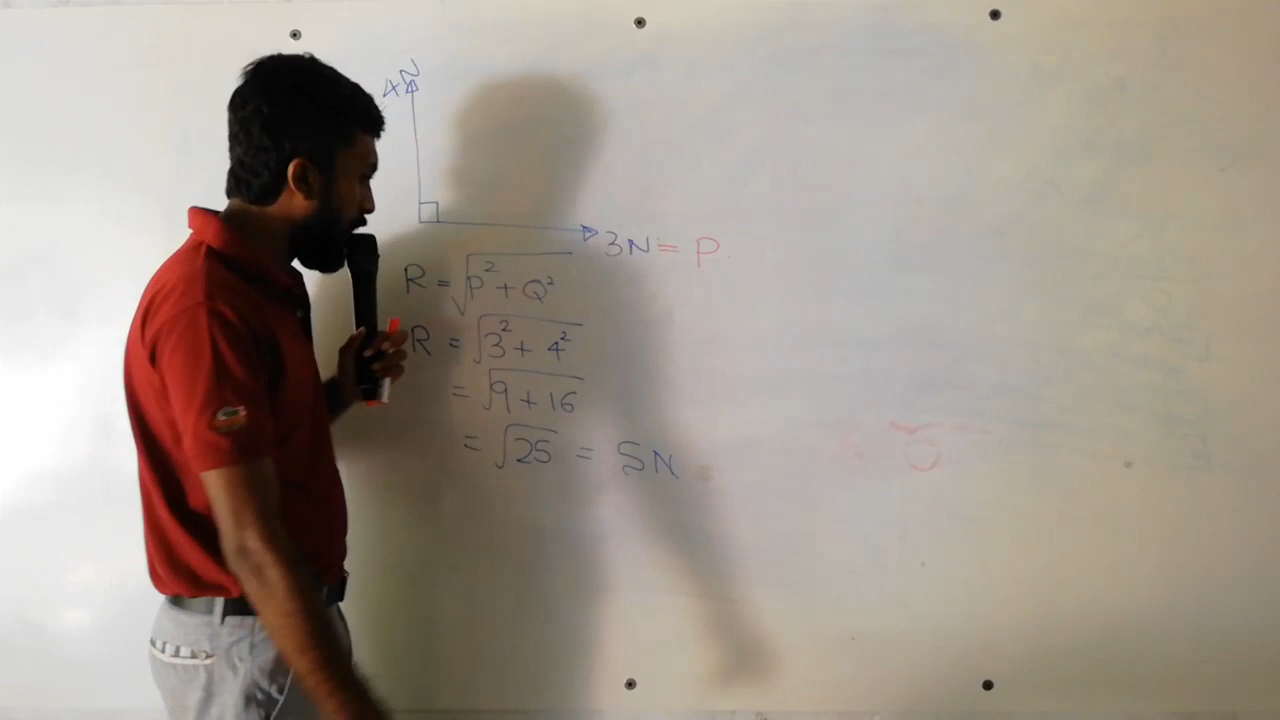 4N
3N = P
R = √P² + Q²
R = √3² + 4²
= √9 + 16
= √25 = 5N